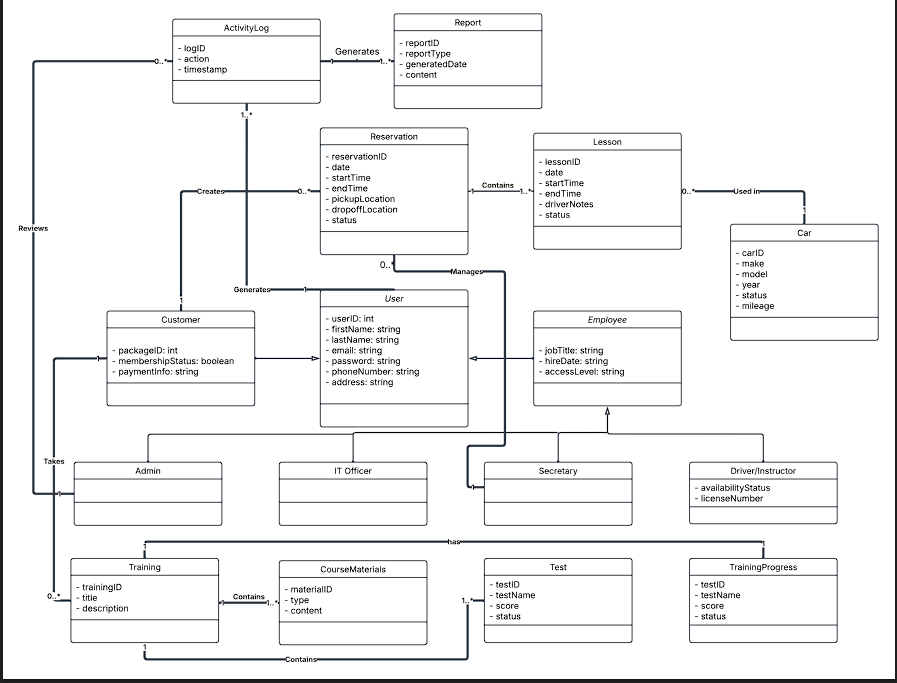 ActivityLog
- logID
- action
- timestamp
Generates
1
1..*
Report
- reportID
- reportType
- generatedDate
- content
0..*
1..*
Reservation
- reservationID
- date
- startTime
- endTime
- pickupLocation
- dropoffLocation
- status
Creates
0..*
1
Contains
1..*
Lesson
- lessonID
- date
- startTime
- endTime
- driverNotes
- status
0..*
Used in
1
Car
- carID
- make
- model
- year
- status
- mileage
Reviews
0..*
Manages
Generates
1
1
Customer
- packageID: int
- membershipStatus: boolean
- paymentInfo: string
1
User
- userID: int
- firstName: string
- lastName: string
- email: string
- password: string
- phoneNumber: string
- address: string
Employee
- jobTitle: string
- hireDate: string
- accessLevel: string
Takes
Admin
1
IT Officer
Secretary
1
Driver/Instructor
- availabilityStatus
- licenseNumber
has
1
1
Training
- trainingID
- title
- description
0..*
1
Contains
1..*
CourseMaterials
- materialID
- type
- content
1..*
Test
- testID
- testName
- score
- status
TrainingProgress
- testID
- testName
- score
- status
1
Contains